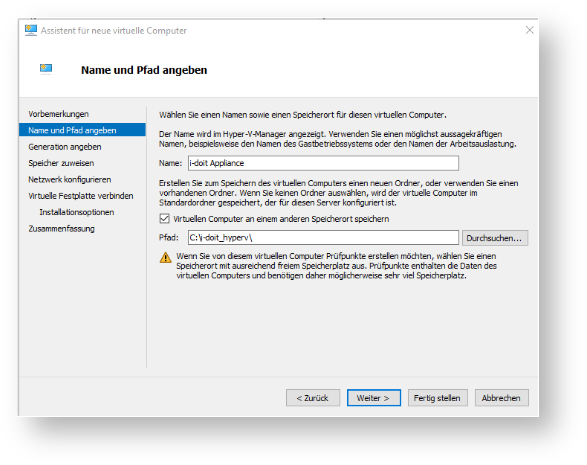 Assistent für neue virtuelle Computer
Name und Pfad angeben
Vorbemerkungen
Name und Pfad angeben
Generation angeben
Speicher zuweisen
Netzwerk konfigurieren
Virtuelle Festplatte verbinden
Installationsoptionen
Zusammenfassung
Wählen Sie einen Namen sowie einen Speicherort für diesen virtuellen Computer.
Der Name wird im Hyper-V-Manager angezeigt. Verwenden Sie einen möglichst aussagekräftigen
Namen, beispielsweise den Namen des Gastbetriebssystems oder den Namen der Arbeitsauslastung.
Name: i-doit Appliance
Erstellen Sie zum Speichern des virtuellen Computers einen neuen Ordner, oder verwenden Sie einen
vorhandenen Ordner. Wenn Sie keinen Ordner auswählen, wird der virtuelle Computer im
Standardordner gespeichert, der für diesen Server konfiguriert ist.
Virtuellen Computer an einem anderen Speicherort speichern
Pfad: C:\i-doit_hyperv\ Durchsuchen...
Wenn Sie von diesem virtuellen Computer Prüfpunkte erstellen möchten, wählen Sie einen
Speicherort mit ausreichend freiem Speicherplatz aus. Prüfpunkte enthalten die Daten des
virtuellen Computers und benötigen daher möglicherweise sehr viel Speicherplatz.
< Zurück Weiter > Fertig stellen Abbrechen